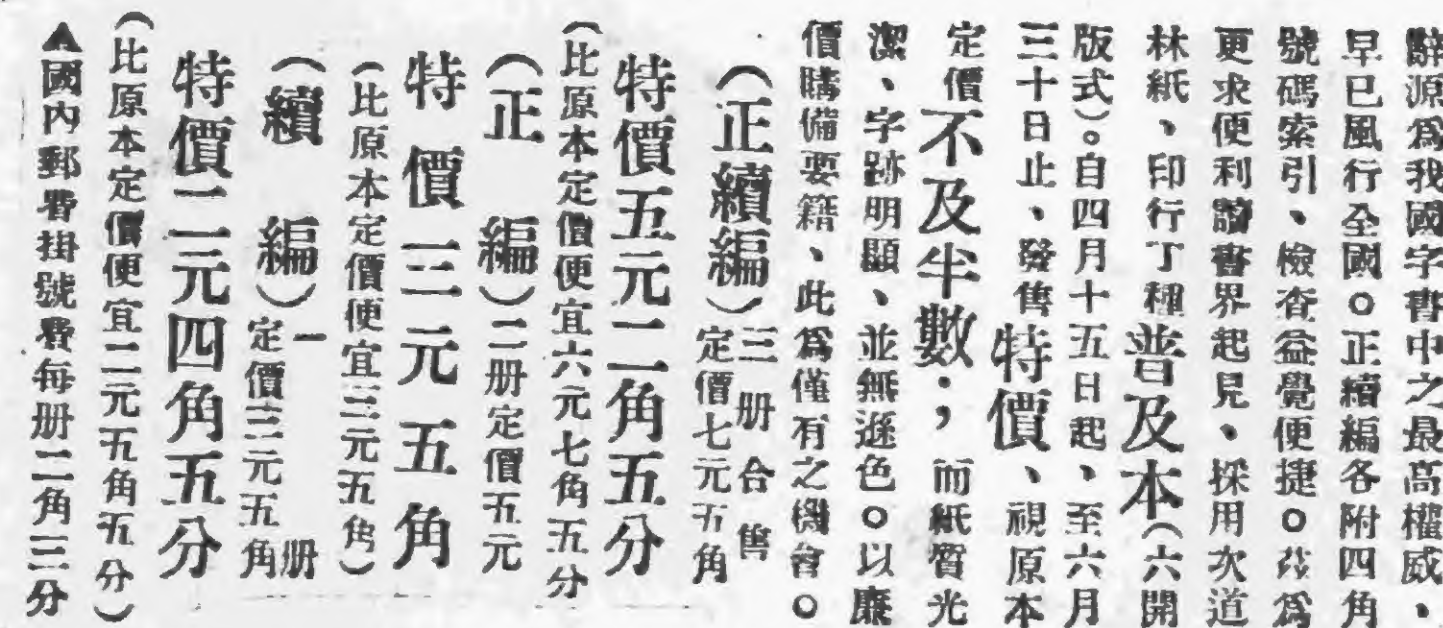 辭源爲我國字書中之最高權威、
早已風行全國。正續編各附四角
號碼索引、檢查益覺便捷。茲爲
更求便利讀書界起見、採用次道
林紙、印行丁種普及本(六開
版式)。自四月十五日起、至六月
三十日止、發售特價、視原本
定價不及半數;而紙質光
潔、字跡明顯、並無遜色。以廉
價購備要籍、此爲僅有之機會。
(正續編)三册合售
定價七元五角
特價五元二角五分
(比原本定價便宜六元七角五分
(正 編)二册定價五元
特價三元五角
(比原本定價便宜三元五角)
(續 編)一册
定價三元五角
特價二元四角五分
(比原本定價便宜二元五角五分)
▲國內郵費掛號費每册二角三分